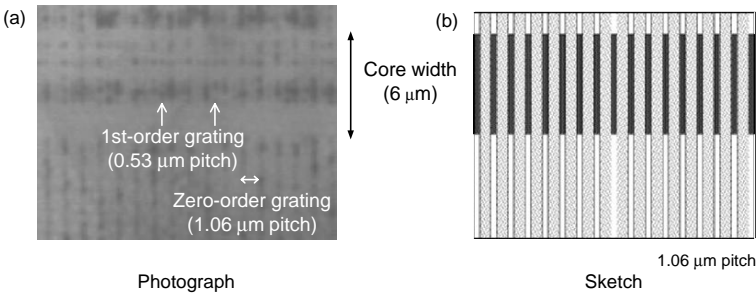 (a)
1st-order grating
(0.53 μm pitch)
Zero-order grating
(1.06 μm pitch)
Core width
(6 μm)
Photograph
(b)
1.06 μm pitch
Sketch